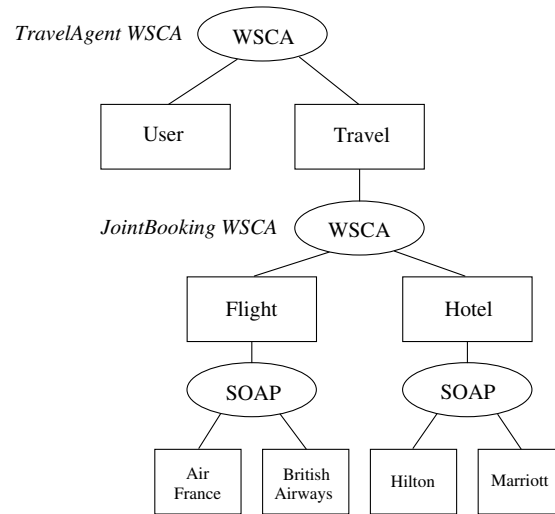 TravelAgent WSCA
WSCA
User
Travel
JointBooking WSCA
WSCA
Flight
Hotel
SOAP
SOAP
Air
France
British
Airways
Hilton
Marriott